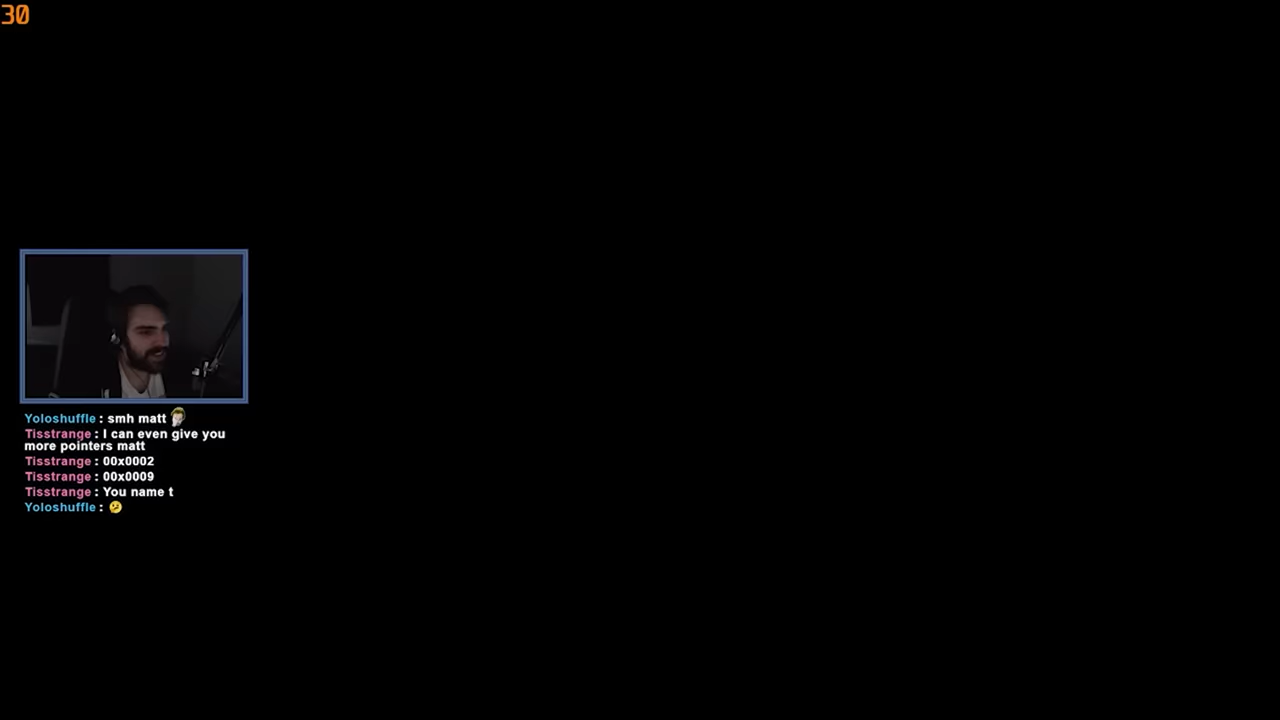 30
Yoloshuffle : smh matt
Tisstrange : I can even give you
more pointers matt
Tisstrange : 00x0002
Tisstrange : 00x0009
Tisstrange : You name t
Yoloshuffle :